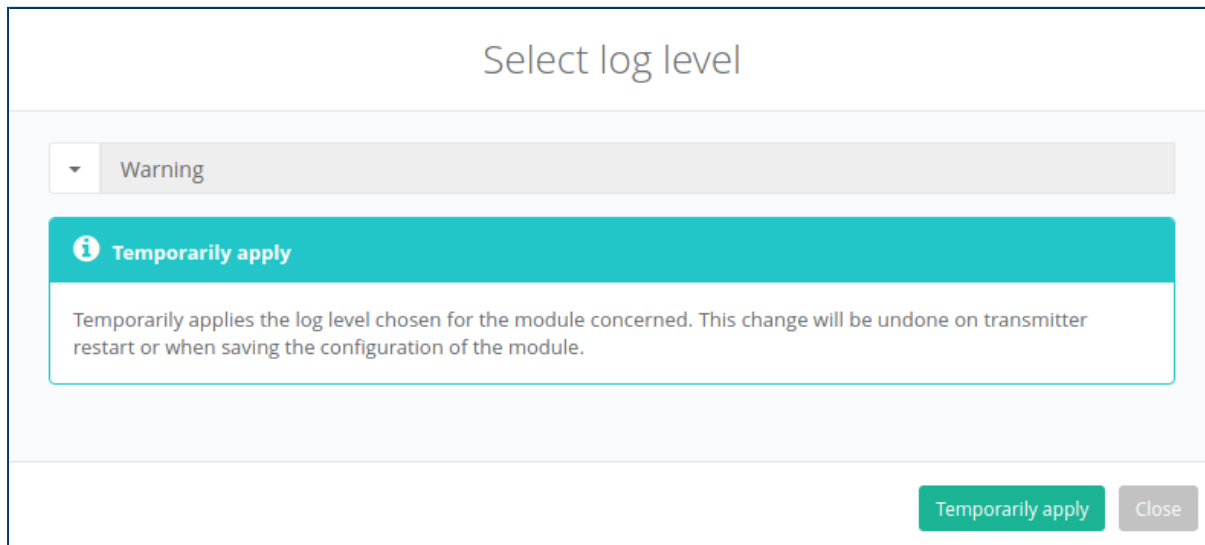 Select log level
Warning
Temporarily apply
Temporarily applies the log level chosen for the module concerned. This change will be undone on transmitter
restart or when saving the configuration of the module.
Temporarily apply
Close